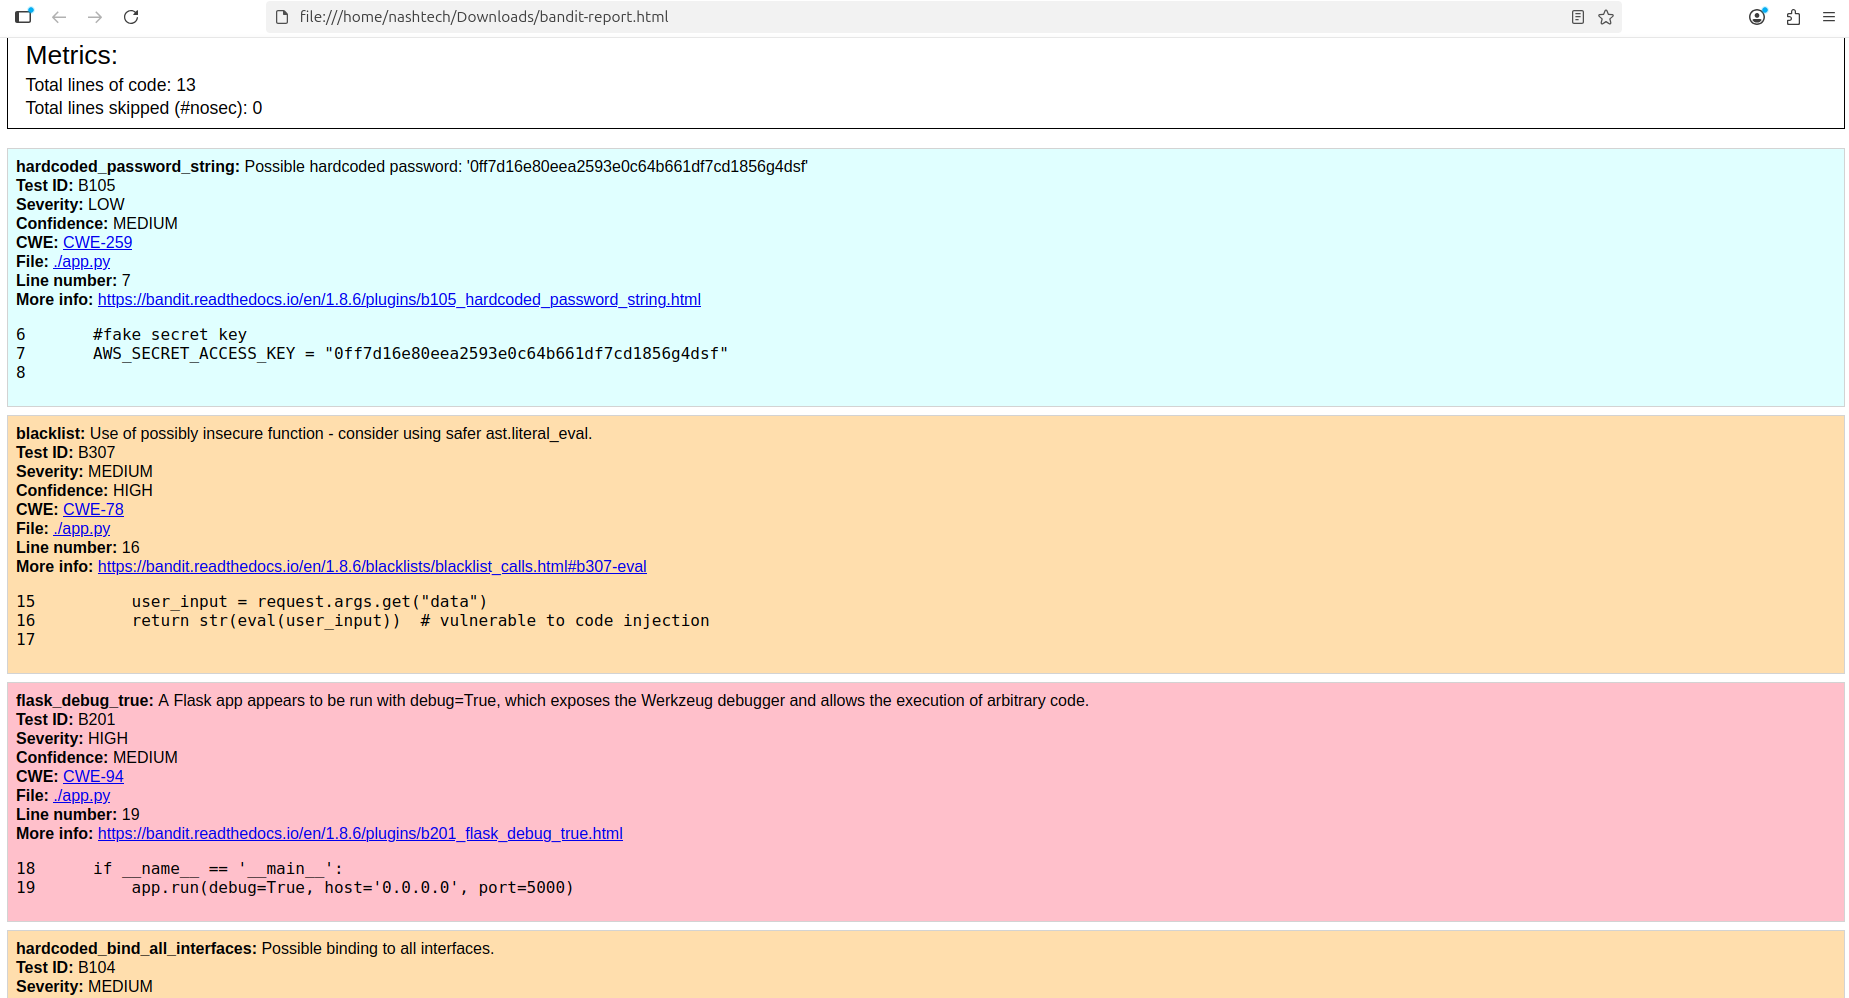 file:///home/nashtech/Downloads/bandit-report.html
Metrics:
Total lines of code: 13
Total lines skipped (#nosec): 0
hardcoded_password_string: Possible hardcoded password: '0ff7d16e80eea2593e0c64b661df7cd1856g4dsf'
Test ID: B105
Severity: LOW
Confidence: MEDIUM
CWE: CWE-259
File: ./app.py
Line number: 7
More info: https://bandit.readthedocs.io/en/1.8.6/plugins/b105_hardcoded_password_string.html
6       #fake secret key
7       AWS_SECRET_ACCESS_KEY = "0ff7d16e80eea2593e0c64b661df7cd1856g4dsf"
8
blacklist: Use of possibly insecure function - consider using safer ast.literal_eval.
Test ID: B307
Severity: MEDIUM
Confidence: HIGH
CWE: CWE-78
File: ./app.py
Line number: 16
More info: https://bandit.readthedocs.io/en/1.8.6/blacklists/blacklist_calls.html#b307-eval
15          user_input = request.args.get("data")
16          return str(eval(user_input))  # vulnerable to code injection
17
flask_debug_true: A Flask app appears to be run with debug=True, which exposes the Werkzeug debugger and allows the execution of arbitrary code.
Test ID: B201
Severity: HIGH
Confidence: MEDIUM
CWE: CWE-94
File: ./app.py
Line number: 19
More info: https://bandit.readthedocs.io/en/1.8.6/plugins/b201_flask_debug_true.html
18      if __name__ == '__main__':
19          app.run(debug=True, host='0.0.0.0', port=5000)
hardcoded_bind_all_interfaces: Possible binding to all interfaces.
Test ID: B104
Severity: MEDIUM